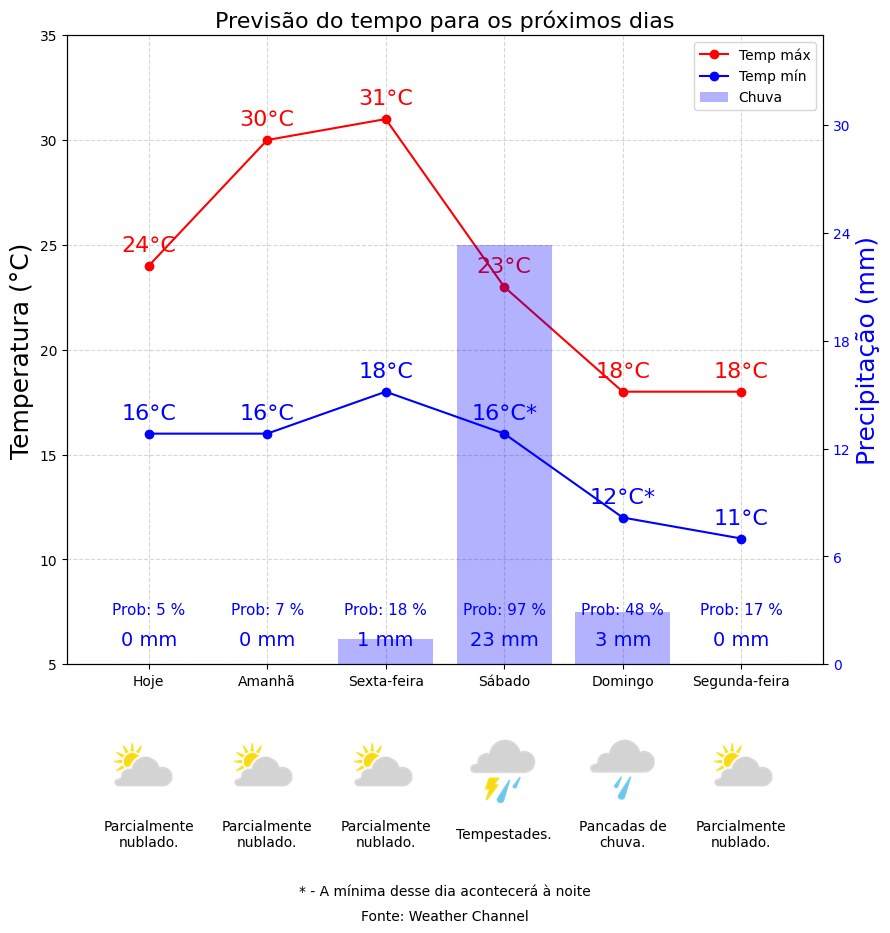 Previsão do tempo para os próximos dias
Temperatura (°C)
35
30
25
20
15
10
5
Temp máx
Temp mín
Chuva
30
24
18
12
6
0
Precipitação (mm)
24°C
30°C
31°C
23°C
18°C
18°C
16°C
16°C
18°C
16°C*
12°C*
11°C
Prob: 5 %
Prob: 7 %
Prob: 18 %
Prob: 97 %
Prob: 48 %
Prob: 17 %
0 mm
0 mm
1 mm
23 mm
3 mm
0 mm
Hoje
Amanhã
Sexta-feira
Sábado
Domingo
Segunda-feira
Parcialmente
nublado.
Parcialmente
nublado.
Parcialmente
nublado.
Tempestades.
Pancadas de
chuva.
Parcialmente
nublado.
* - A mínima desse dia acontecerá à noite
Fonte: Weather Channel